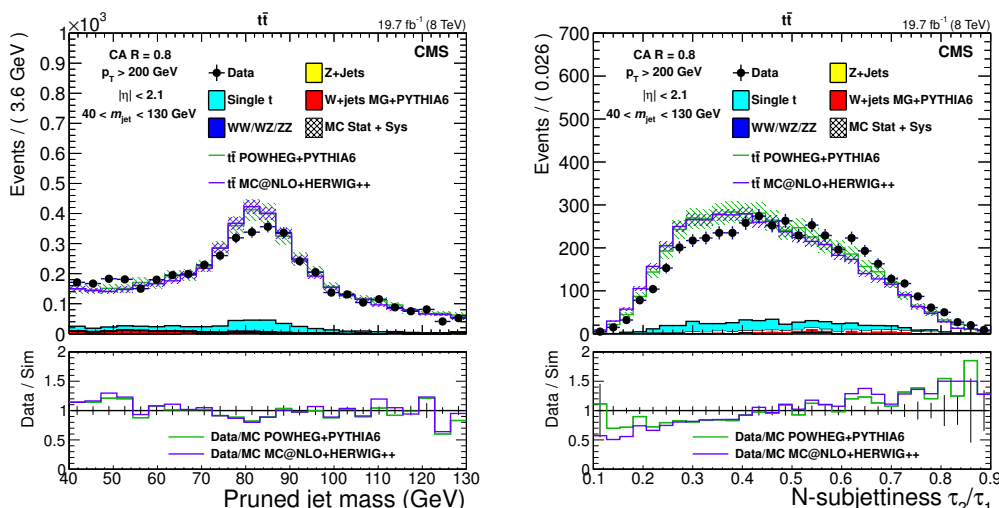 ×10³
tt̄
19.7 fb⁻¹ (8 TeV)
CMS
CA R = 0.8
p_T > 200 GeV
|η| < 2.1
40 < m_jet < 130 GeV
Data
Z+Jets
Single t
W+jets MG+PYTHIA6
WW/WZ/ZZ
MC Stat + Sys
tt̄ POWHEG+PYTHIA6
tt̄ MC@NLO+HERWIG++
Events / ( 3.6 GeV )
1
0.9
0.8
0.7
0.6
0.5
0.4
0.3
0.2
0.1
0
Data / Sim
2
1.5
1
0.5
0
Data/MC POWHEG+PYTHIA6
Data/MC MC@NLO+HERWIG++
40 50 60 70 80 90 100 110 120 130
Pruned jet mass (GeV)
tt̄
19.7 fb⁻¹ (8 TeV)
CMS
CA R = 0.8
p_T > 200 GeV
|η| < 2.1
40 < m_jet < 130 GeV
Data
Z+Jets
Single t
W+jets MG+PYTHIA6
WW/WZ/ZZ
MC Stat + Sys
tt̄ POWHEG+PYTHIA6
tt̄ MC@NLO+HERWIG++
Events / ( 0.026 )
700
600
500
400
300
200
100
0
Data / Sim
2
1.5
1
0.5
0
Data/MC POWHEG+PYTHIA6
Data/MC MC@NLO+HERWIG++
0.1 0.2 0.3 0.4 0.5 0.6 0.7 0.8 0.9
N-subjettiness τ₂/τ₁